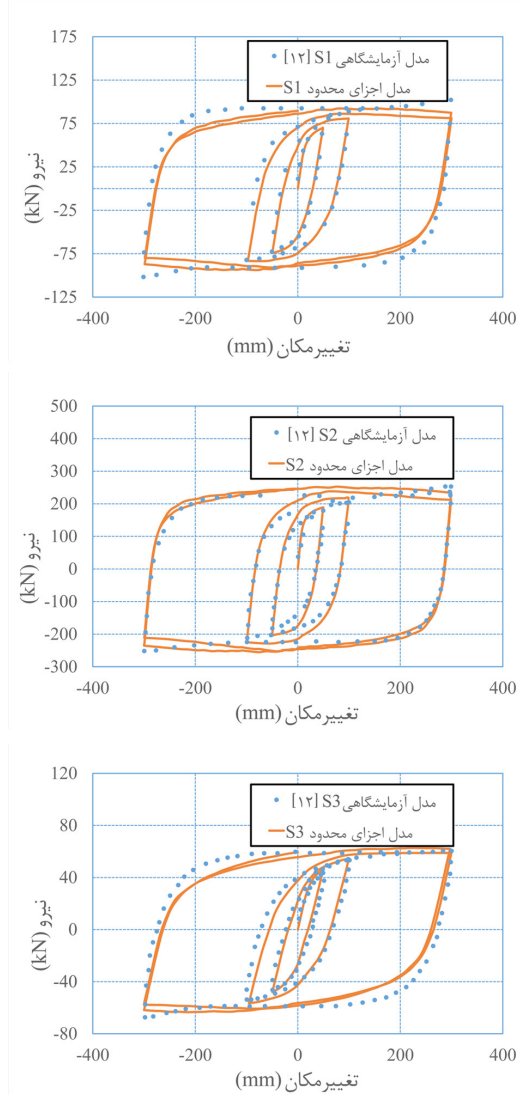 175
125
75
25
-25
-75
-125
نیرو (kN)
مدل آزمایشگاهی S1 [۱۲]
مدل اجزای محدود S1
-400 -200 0 200 400
تغییرمکان (mm)
500
400
300
200
100
0
-100
-200
-300
نیرو (kN)
مدل آزمایشگاهی S2 [۱۲]
مدل اجزای محدود S2
-400 -200 0 200 400
تغییرمکان (mm)
120
80
40
0
-40
-80
نیرو (kN)
مدل آزمایشگاهی S3 [۱۲]
مدل اجزای محدود S3
-400 -200 0 200 400
تغییرمکان (mm)